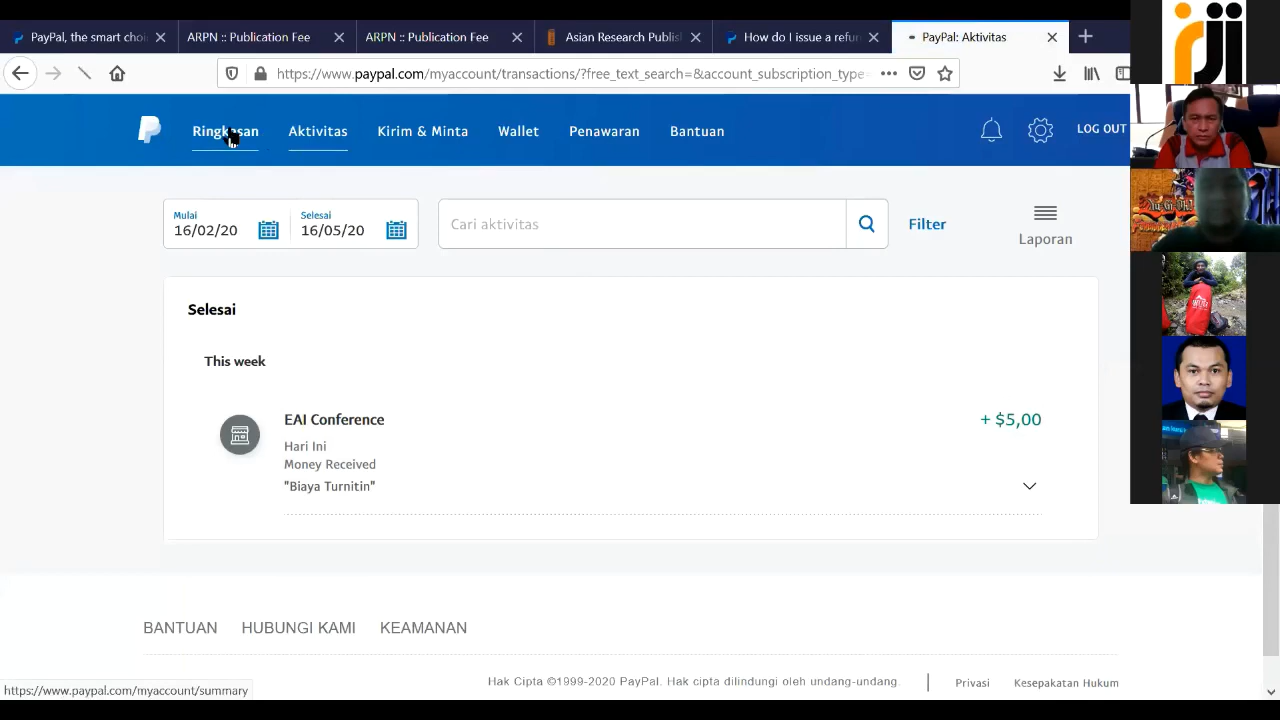 PayPal, the smart choi
ARPN :: Publication Fee
ARPN :: Publication Fee
Asian Research Publis
How do I issue a refun
PayPal: Aktivitas
https://www.paypal.com/myaccount/transactions/?free_text_search=&account_subscription_type=
Ringkasan
Aktivitas
Kirim & Minta
Wallet
Penawaran
Bantuan
LOG OUT
Mulai
16/02/20
Selesai
16/05/20
Cari aktivitas
Filter
Laporan
Selesai
This week
EAI Conference
+ $5,00
Hari Ini
Money Received
"Biaya Turnitin"
BANTUAN
HUBUNGI KAMI
KEAMANAN
Hak Cipta ©1999-2020 PayPal. Hak cipta dilindungi oleh undang-undang.
Privasi
Kesepakatan Hukum
https://www.paypal.com/myaccount/summary